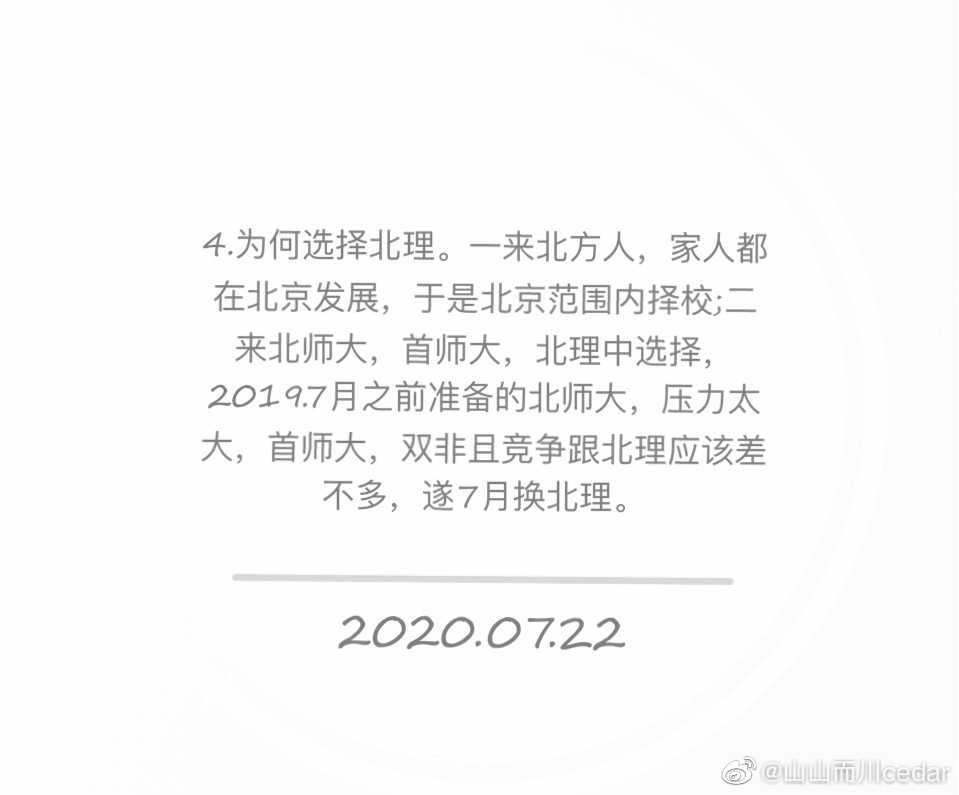 4.为何选择北理。一来北方人，家人都
在北京发展，于是北京范围内择校;二
来北师大，首师大，北理中选择，
2019.7月之前准备的北师大，压力太
大，首师大，双非且竞争跟北理应该差
不多，遂7月换北理。
2020.07.22
@山山而川Icedar